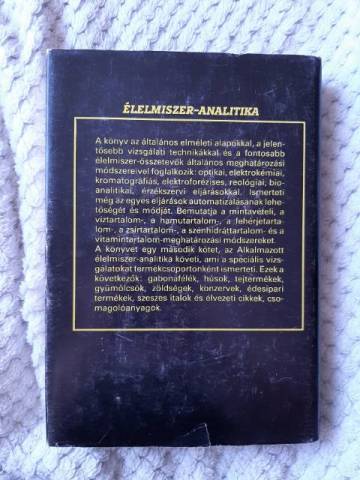 ÉLELMISZER-ANALITIKA
A könyv az általános elméleti alapokkal, a jelen-
tősebb vizsgálati technikákkal és a fontosabb
élelmiszer-összetevők általános meghatározási
módszereivel foglalkozik: optikai, elektrokémiai,
kromatográfiás, elektroforézises, reológiai, bio-
analitikai, érzékszervi eljárásokkal. Ismerteti
még az egyes eljárások automatizálásának lehe-
tőségét és módját. Bemutatja a mintavételi, a
víztartalom-, a hamutartalom-, a fehérjetarta-
lom-, a zsírtartalom-, a szénhidráttartalom- és a
vitamintartalom-meghatározási módszereket.
A könyvet egy második kötet, az Alkalmazott
élelmiszer-analitika követi, ami a speciális vizs-
gálatokat termékcsoportonként ismerteti. Ezek a
következők: gabonafélék, húsok, tejtermékek,
gyümölcsök, zöldségek, konzervek, édesipari
termékek, szeszes italok és élvezeti cikkek, cso-
magolóanyagok.